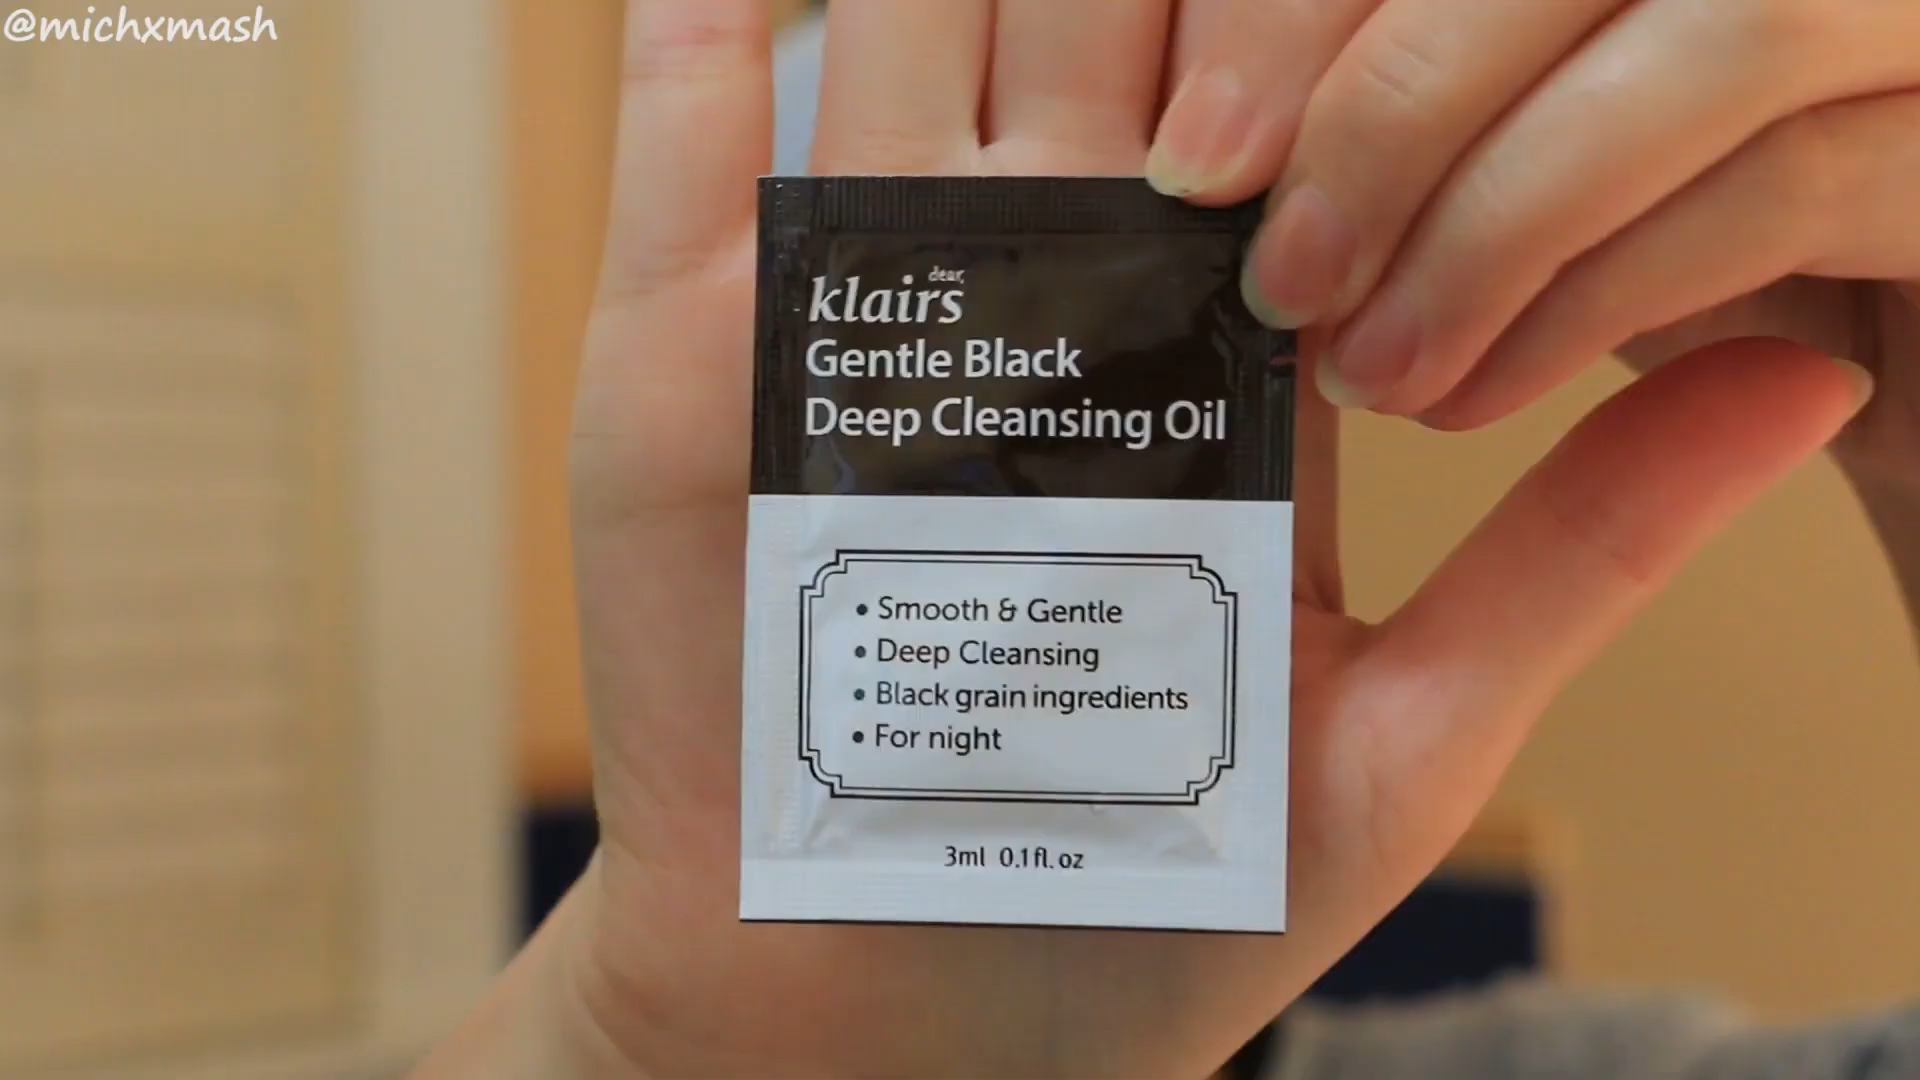 @michxmash
dear,
klairs
Gentle Black
Deep Cleansing Oil
• Smooth & Gentle
• Deep Cleansing
• Black grain ingredients
• For night
3ml 0.1fl. oz